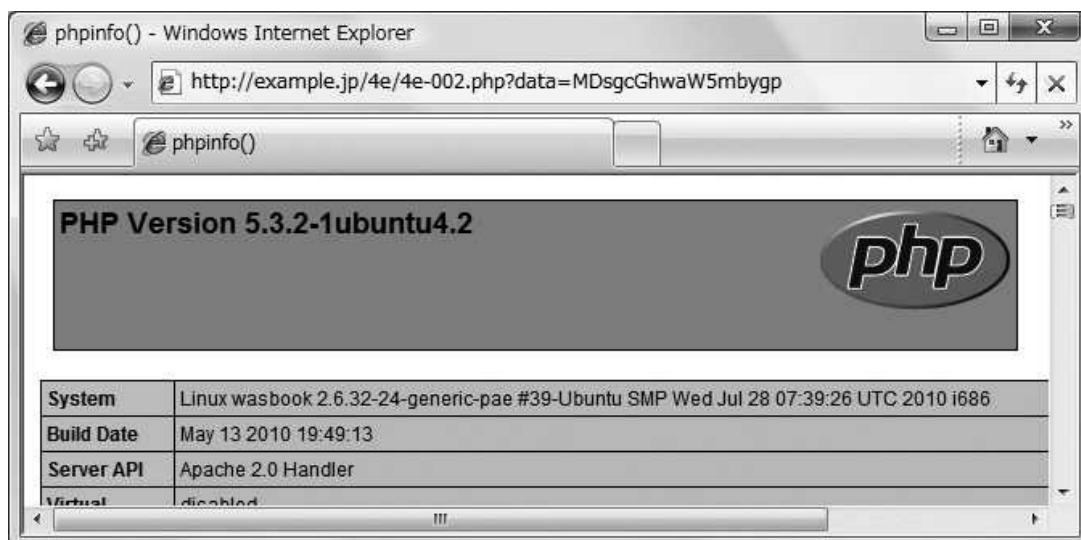 phpinfo() - Windows Internet Explorer
http://example.jp/4e/4e-002.php?data=MDsgcGhwaW5mbygp
phpinfo()
PHP Version 5.3.2-1ubuntu4.2
php
System Linux wasbook 2.6.32-24-generic-pae #39-Ubuntu SMP Wed Jul 28 07:39:26 UTC 2010 i686
Build Date May 13 2010 19:49:13
Server API Apache 2.0 Handler
Virtual disabled